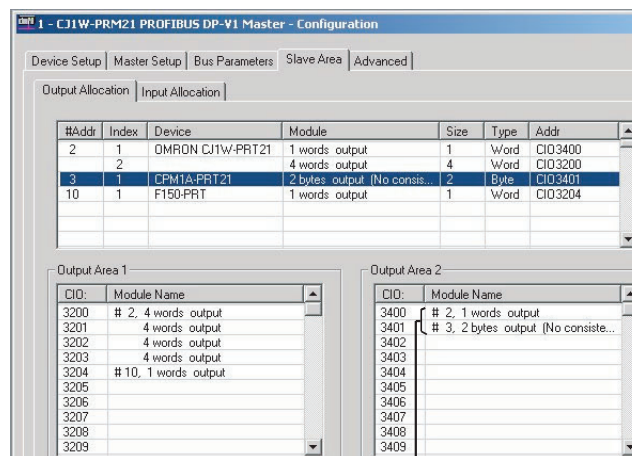 1 - CJ1W-PRM21 PROFIBUS DP-V1 Master - Configuration
Device Setup Master Setup Bus Parameters Slave Area Advanced
Output Allocation Input Allocation
#Addr Index Device Module Size Type Addr
2 1 OMRON CJ1W-PRT21 1 words output 1 Word CIO3400
2 4 words output 4 Word CIO3200
3 1 CPM1A-PRT21 2 bytes output (No consis... 2 Byte CIO3401
10 1 F150-PRT 1 words output 1 Word CIO3204
Output Area 1
CIO: Module Name
3200 # 2, 4 words output
3201 4 words output
3202 4 words output
3203 4 words output
3204 #10, 1 words output
3205
3206
3207
3208
3209
Output Area 2
CIO: Module Name
3400 # 2, 1 words output
3401 # 3, 2 bytes output (No consiste...
3402
3403
3404
3405
3406
3407
3408
3409